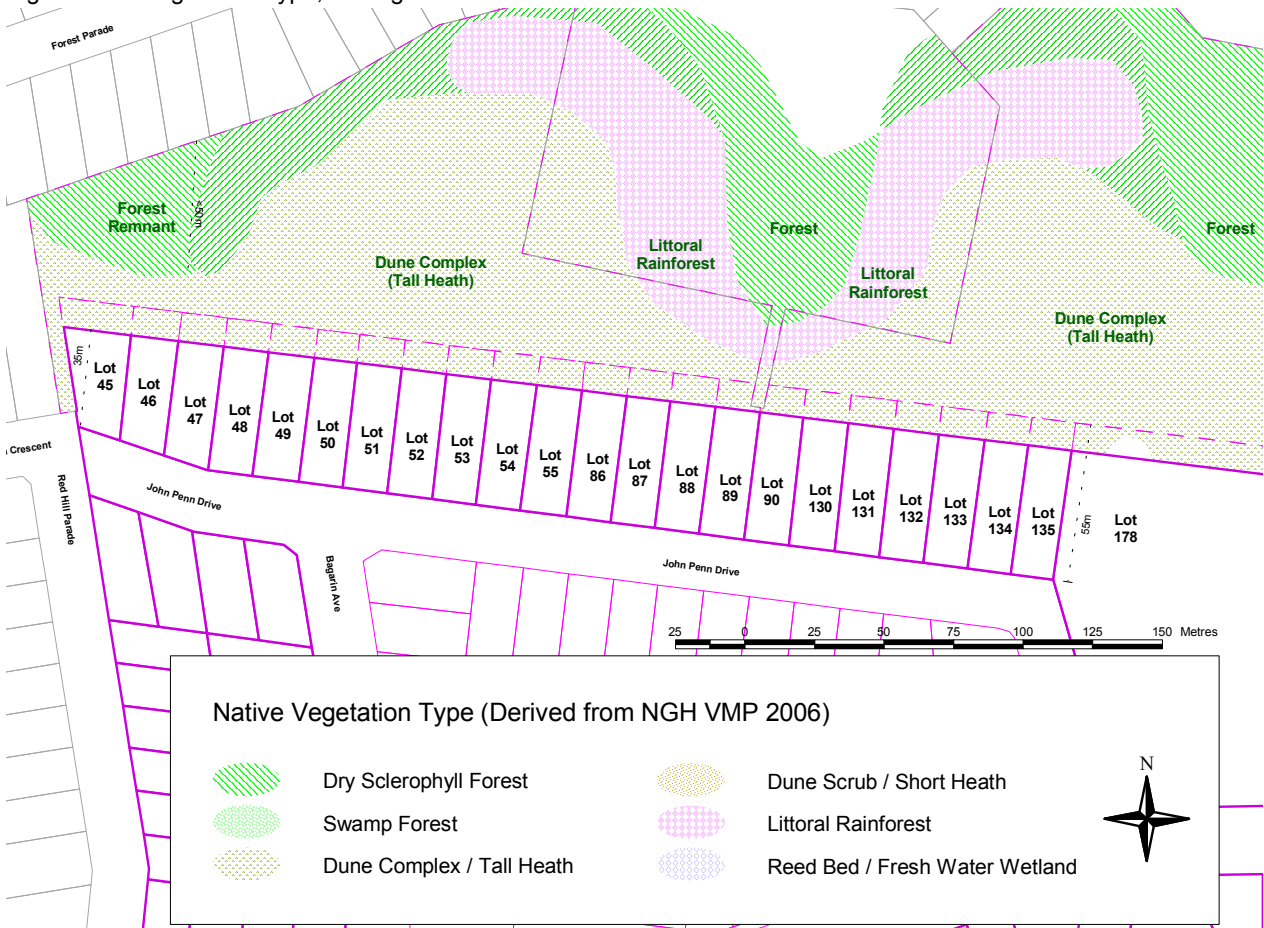 Forest Parade
Forest
Remnant
<50m
Dune Complex
(Tall Heath)
Littoral
Rainforest
Forest
Littoral
Rainforest
Forest
Dune Complex
(Tall Heath)
35m
Lot
45
Lot
46
Lot
47
Lot
48
Lot
49
Lot
50
Lot
51
Lot
52
Lot
53
Lot
54
Lot
55
Lot
86
Lot
87
Lot
88
Lot
89
Lot
90
Lot
130
Lot
131
Lot
132
Lot
133
Lot
134
Lot
135
55m
Lot
178
Crescent
Red Hill Parade
John Penn Drive
Bagarin Ave
John Penn Drive
25 0 25 50 75 100 125 150 Metres
Native Vegetation Type (Derived from NGH VMP 2006)
Dry Sclerophyll Forest
Swamp Forest
Dune Complex / Tall Heath
Dune Scrub / Short Heath
Littoral Rainforest
Reed Bed / Fresh Water Wetland
N